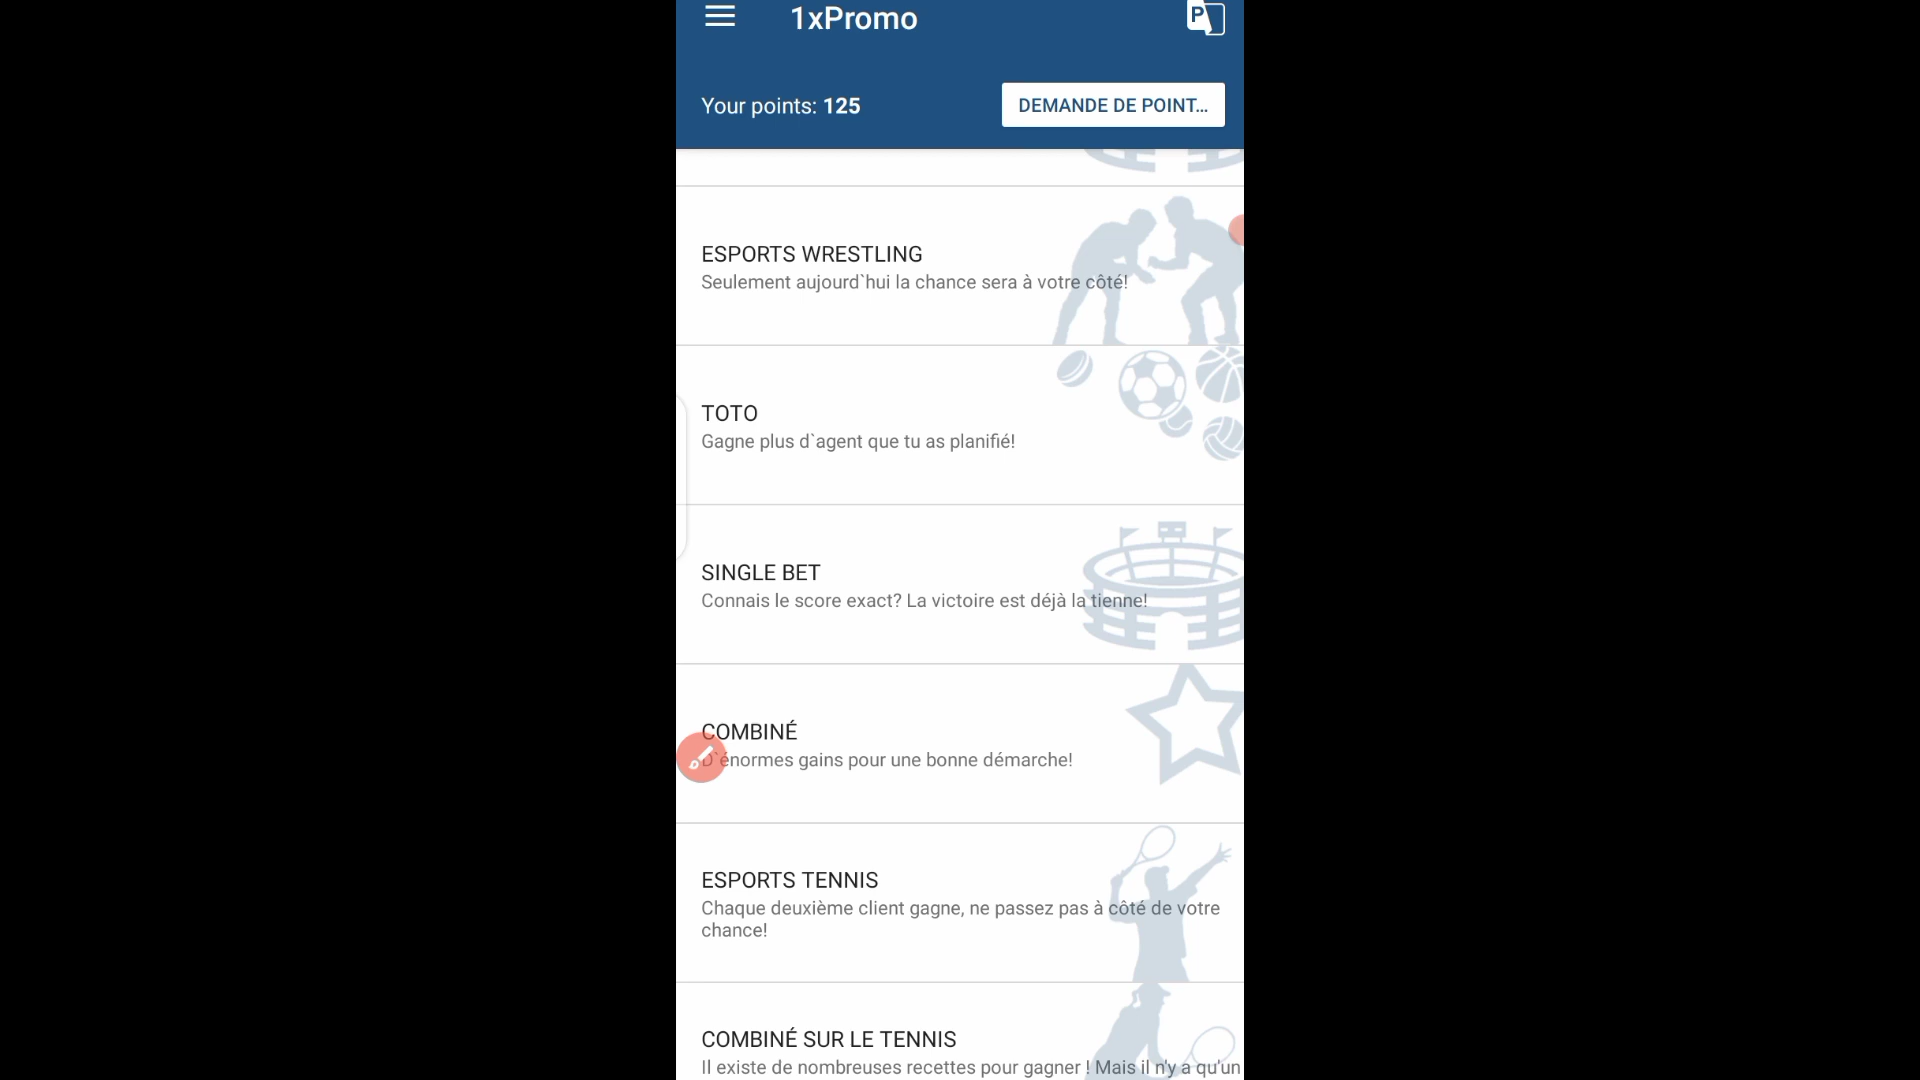 1xPromo
P
Your points: 125
DEMANDE DE POINT...
ESPORTS WRESTLING
Seulement aujourd`hui la chance sera à votre côté!
TOTO
Gagne plus d`agent que tu as planifié!
SINGLE BET
Connais le score exact? La victoire est déjà la tienne!
COMBINÉ
D`énormes gains pour une bonne démarche!
ESPORTS TENNIS
Chaque deuxième client gagne, ne passez pas à côté de votre
chance!
COMBINÉ SUR LE TENNIS
Il existe de nombreuses recettes pour gagner ! Mais il n'y a qu'un